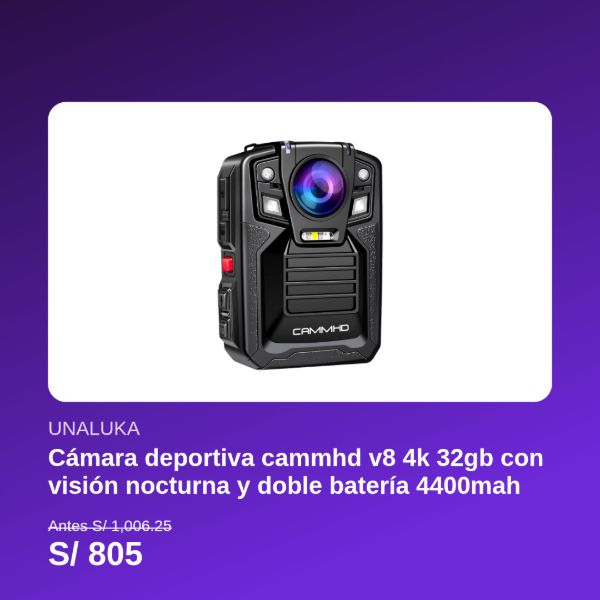 CAMMHD
UNALUKA
Cámara deportiva cammhd v8 4k 32gb con
visión nocturna y doble batería 4400mah
Antes S/ 1,006.25
S/ 805